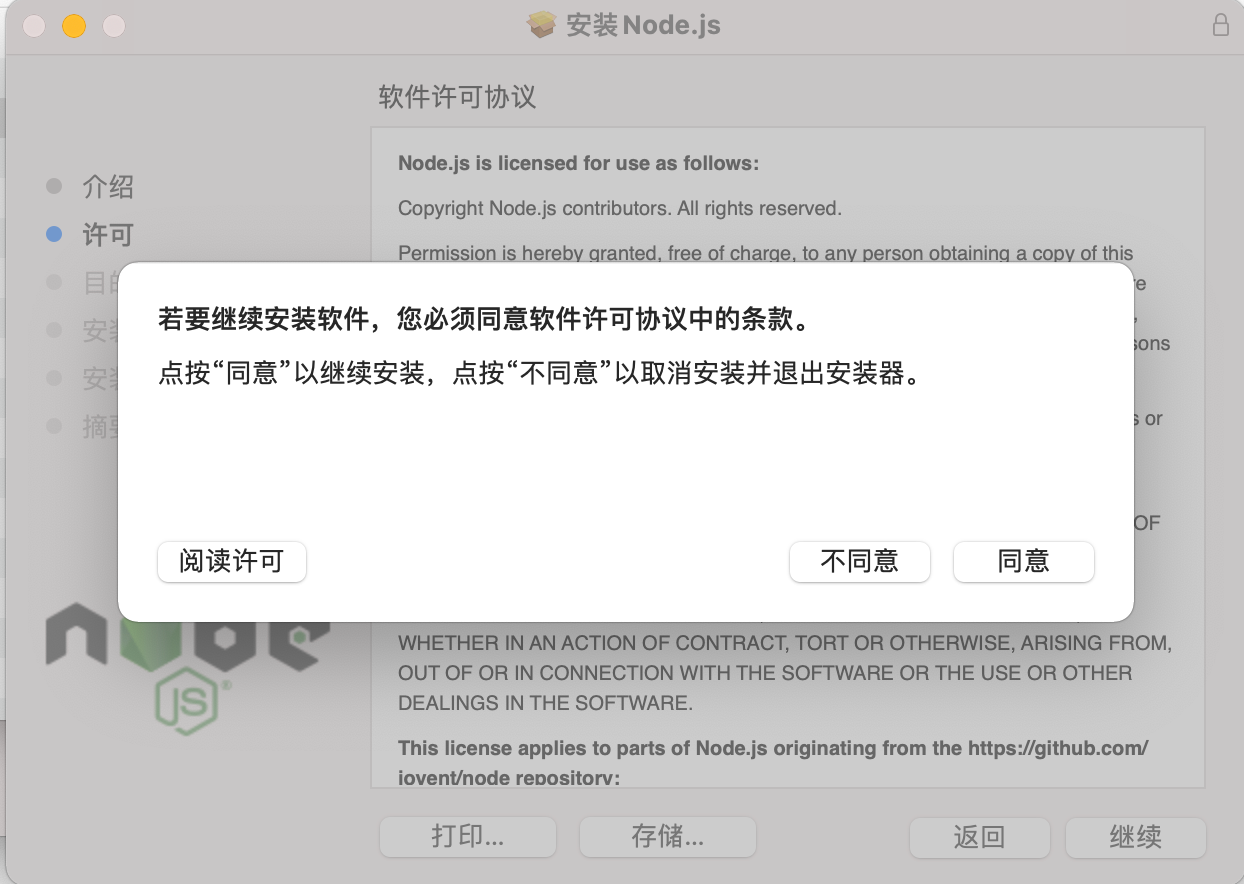 安装 Node.js
软件许可协议
介绍
许可
安装
安装
摘要
Node.js is licensed for use as follows:
Copyright Node.js contributors. All rights reserved.
Permission is hereby granted, free of charge, to any person obtaining a copy of this
若要继续安装软件，您必须同意软件许可协议中的条款。
点按“同意”以继续安装，点按“不同意”以取消安装并退出安装器。
阅读许可
不同意
同意
or
OF
WHETHER IN AN ACTION OF CONTRACT, TORT OR OTHERWISE, ARISING FROM,
OUT OF OR IN CONNECTION WITH THE SOFTWARE OR THE USE OR OTHER
DEALINGS IN THE SOFTWARE.
This license applies to parts of Node.js originating from the https://github.com/
joyent/node repository:
node
JS®
打印...
存储...
返回
继续